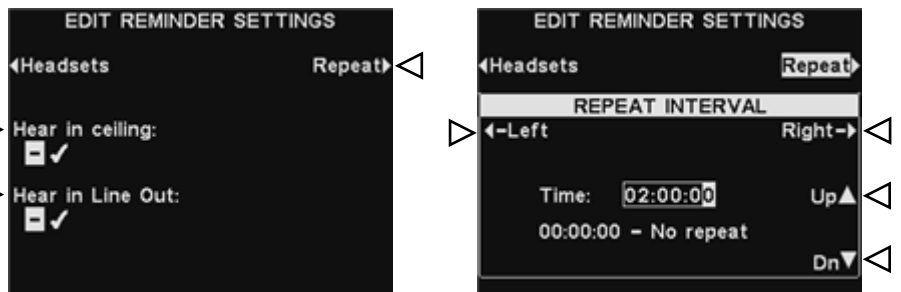 EDIT REMINDER SETTINGS
Headsets Repeat
Hear in ceiling:
- ✓
Hear in Line Out:
- ✓
EDIT REMINDER SETTINGS
Headsets Repeat
REPEAT INTERVAL
←Left Right→
Time: 02:00:00 Up▲
00:00:00 - No repeat
Dn▼